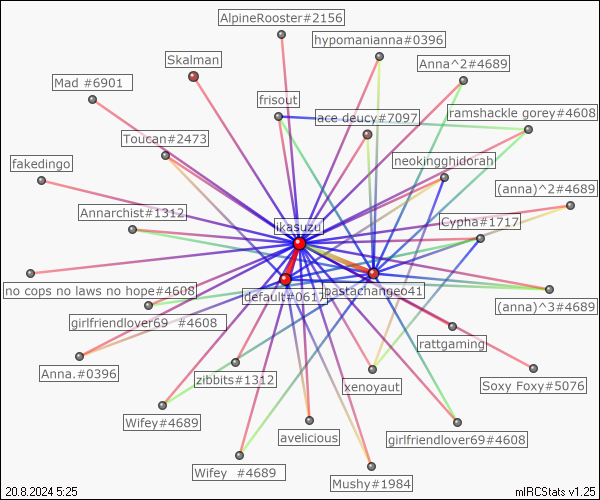 AlpineRooster#2156
hypomanianna#0396
Skalman
Anna^2#4689
Mad #6901
frisout
ace deucy#7097
ramshackle gorey#4608
Toucan#2473
neokingghidorah
fakedingo
(anna)^2#4689
Annarchist#1312
ikasuzu
Cypha#1717
no cops no laws no hope#4608
default#0617
pastachangeo41
(anna)^3#4689
girlfriendlover69 #4608
rattgaming
Anna.#0396
zibbits#1312
xenoyaut
Soxy Foxy#5076
Wifey#4689
avelicious
girlfriendlover69#4608
Wifey #4689
Mushy#1984
20.8.2024 5:25
mIRCStats v1.25